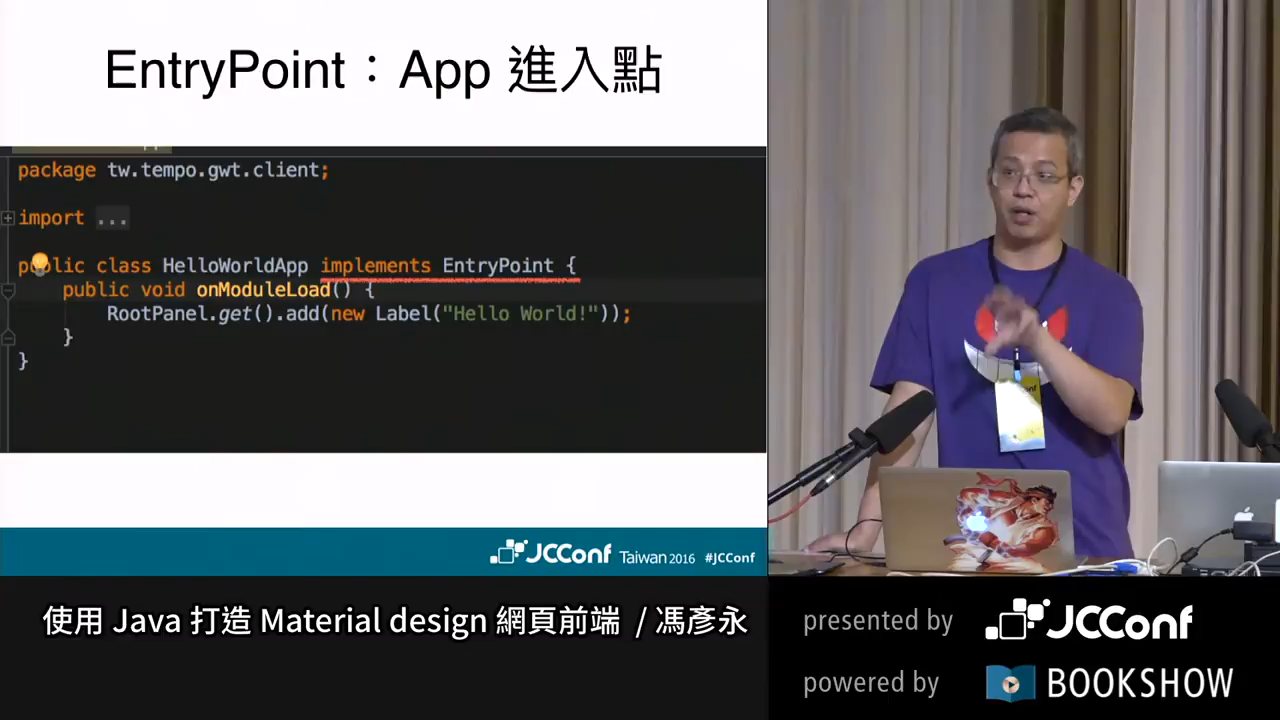 EntryPoint：App 進入點
package tw.tempo.gwt.client;
import ...
public class HelloWorldApp implements EntryPoint {
public void onModuleLoad() {
RootPanel.get().add(new Label("Hello World!"));
}
}
JCConf Taiwan 2016 #JCConf
使用 Java 打造 Material design 網頁前端 / 馮彥永
presented by JCConf
powered by BOOKSHOW